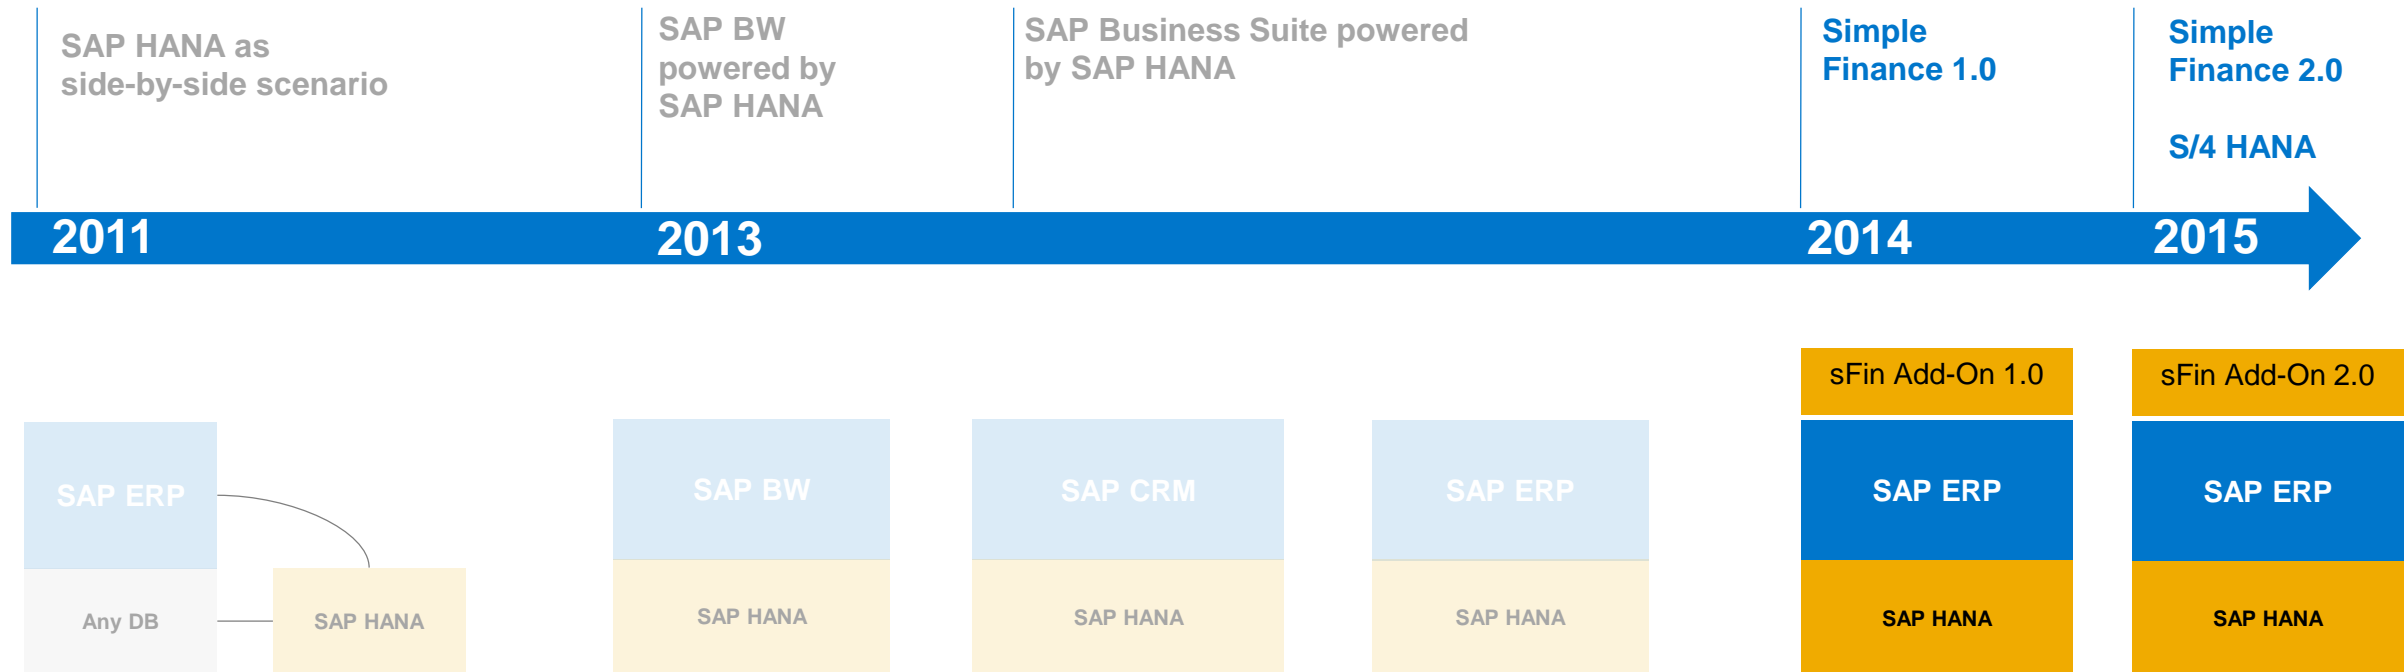 SAP HANA as
side-by-side scenario
SAP BW
powered by
SAP HANA
SAP Business Suite powered
by SAP HANA
Simple
Finance 1.0
Simple
Finance 2.0
S/4 HANA
2011
2013
2014
2015
sFin Add-On 1.0
sFin Add-On 2.0
SAP ERP
SAP BW
SAP CRM
SAP ERP
SAP ERP
SAP ERP
Any DB
SAP HANA
SAP HANA
SAP HANA
SAP HANA
SAP HANA
SAP HANA